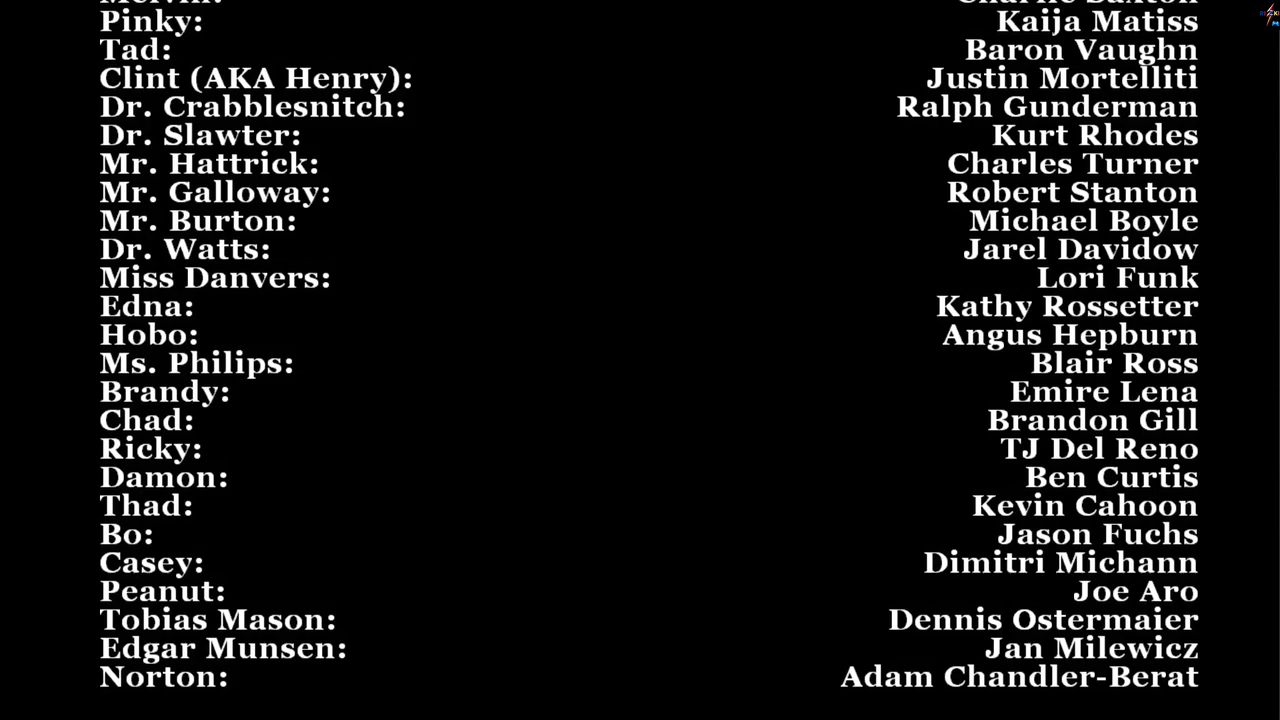 Pinky: Kaija Matiss
Tad: Baron Vaughn
Clint (AKA Henry): Justin Mortelliti
Dr. Crabblesnitch: Ralph Gunderman
Dr. Slawter: Kurt Rhodes
Mr. Hattrick: Charles Turner
Mr. Galloway: Robert Stanton
Mr. Burton: Michael Boyle
Dr. Watts: Jarel Davidow
Miss Danvers: Lori Funk
Edna: Kathy Rossetter
Hobo: Angus Hepburn
Ms. Philips: Blair Ross
Brandy: Emire Lena
Chad: Brandon Gill
Ricky: TJ Del Reno
Damon: Ben Curtis
Thad: Kevin Cahoon
Bo: Jason Fuchs
Casey: Dimitri Michann
Peanut: Joe Aro
Tobias Mason: Dennis Ostermaier
Edgar Munsen: Jan Milewicz
Norton: Adam Chandler-Berat